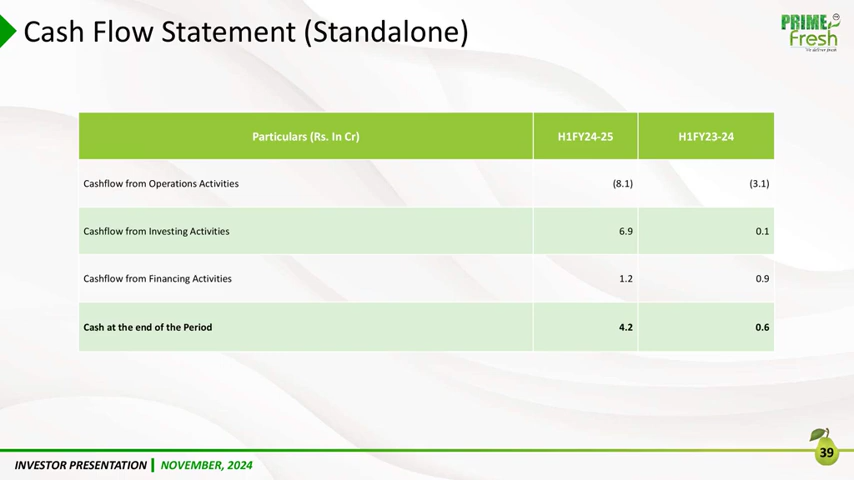 Cash Flow Statement (Standalone)
PRIME
Fresh
Particulars (Rs. In Cr) H1FY24-25 H1FY23-24
Cashflow from Operations Activities (8.1) (3.1)
Cashflow from Investing Activities 6.9 0.1
Cashflow from Financing Activities 1.2 0.9
Cash at the end of the Period 4.2 0.6
39
INVESTOR PRESENTATION | NOVEMBER, 2024